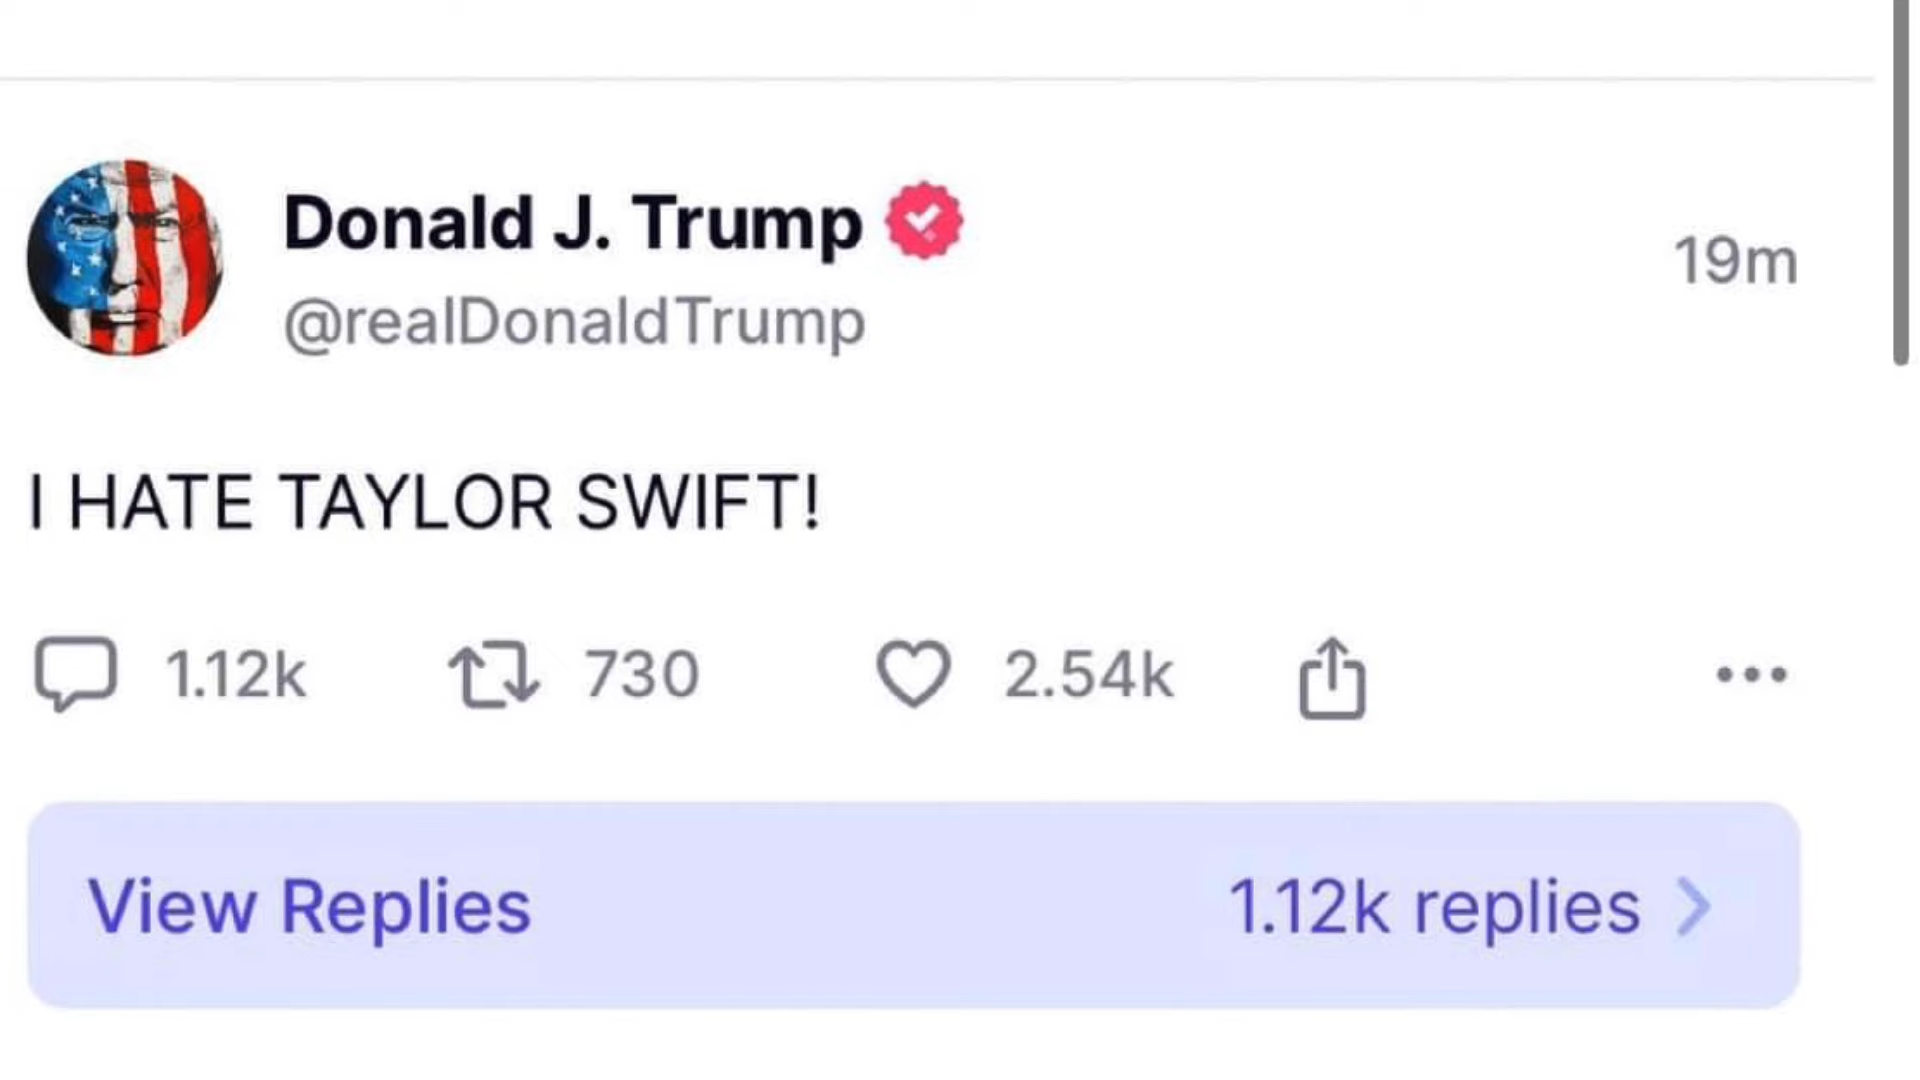 Donald J. Trump
@realDonaldTrump
19m
I HATE TAYLOR SWIFT!
1.12k 730 2.54k
View Replies 1.12k replies